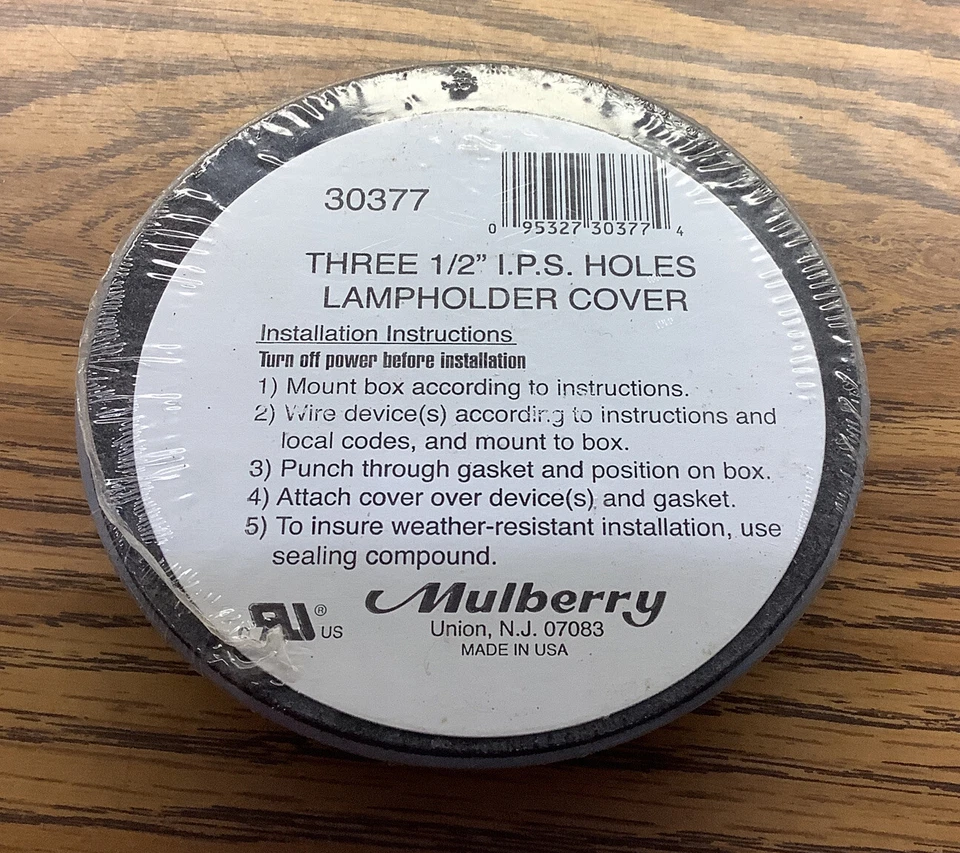 30377
0 95327 30377 4
THREE 1/2" I.P.S. HOLES
LAMPHOLDER COVER
Installation Instructions
Turn off power before installation
1) Mount box according to instructions.
2) Wire device(s) according to instructions and
local codes, and mount to box.
3) Punch through gasket and position on box.
4) Attach cover over device(s) and gasket.
5) To insure weather-resistant installation, use
sealing compound.
RU ® US
Mulberry
Union, N.J. 07083
MADE IN USA